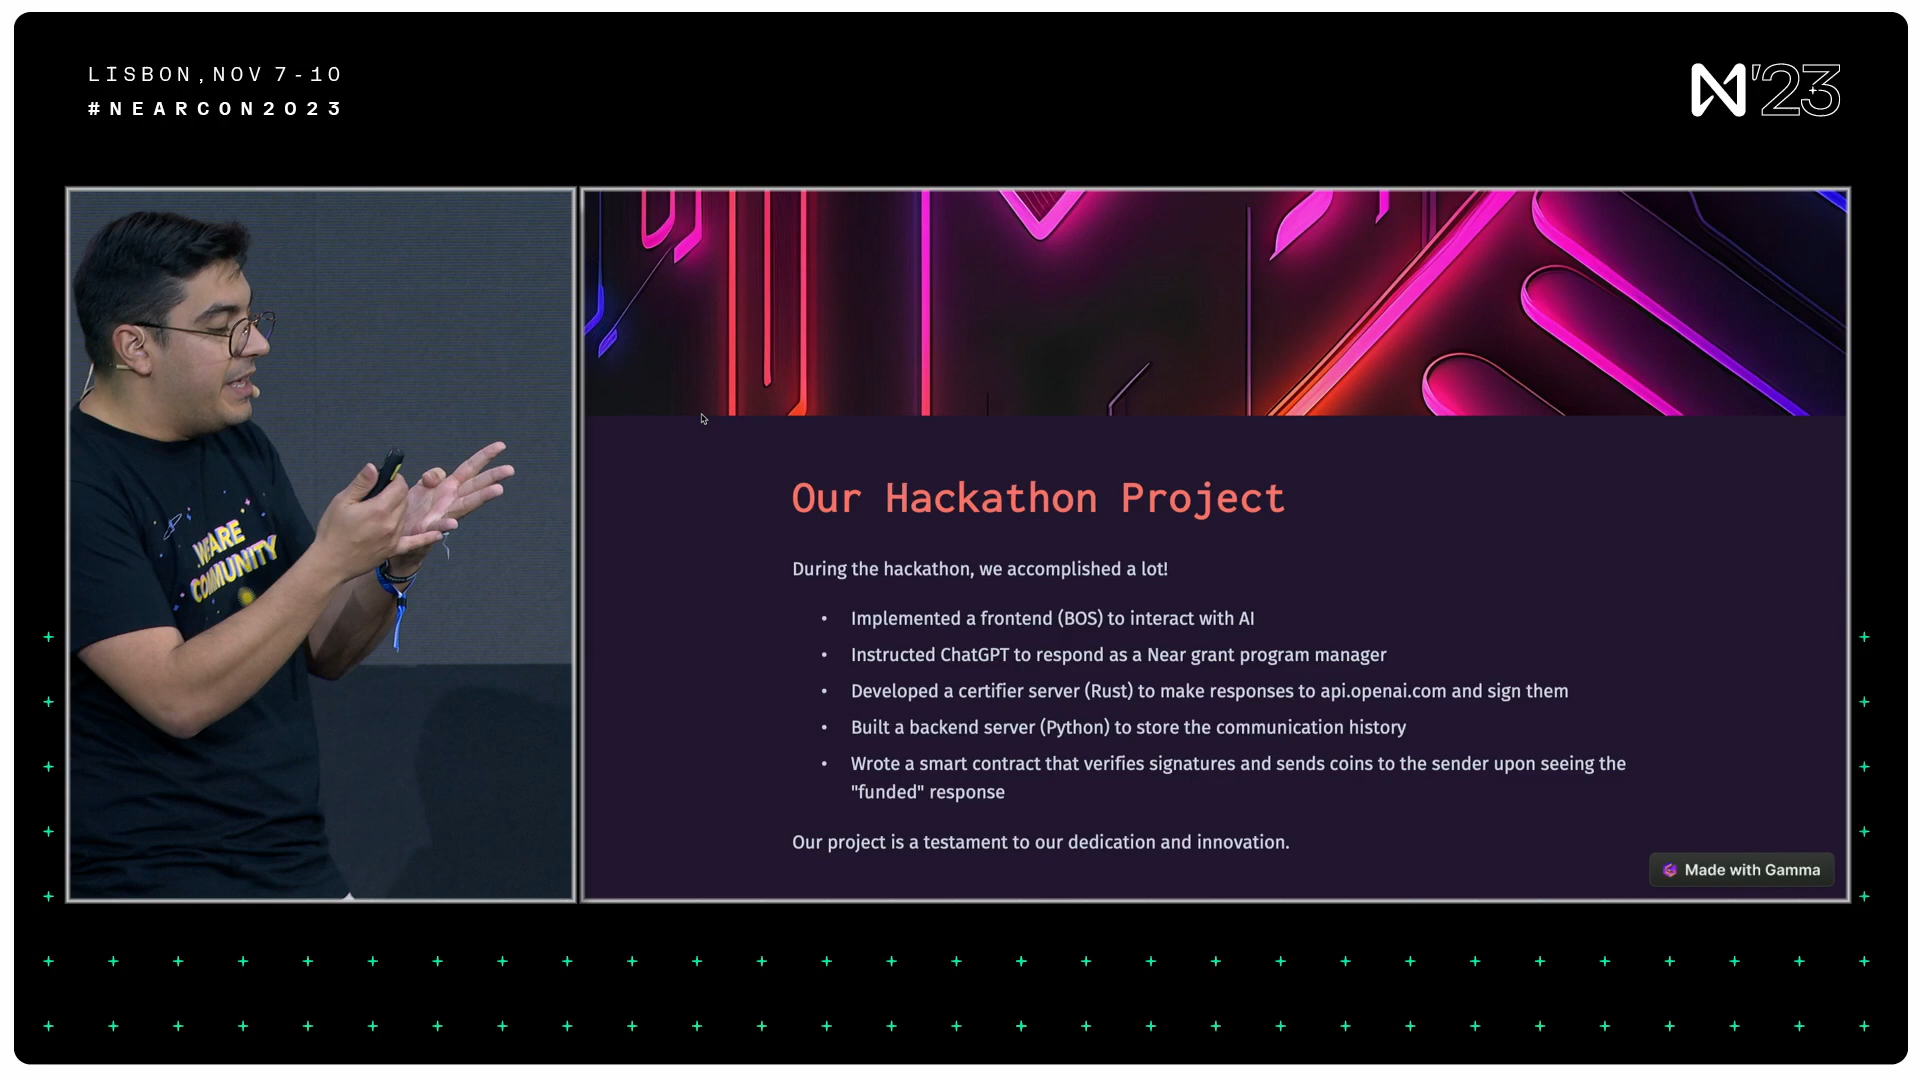 LISBON, NOV 7-10
#NEARCON2023
N'23
WE ARE
COMMUNITY
Our Hackathon Project
During the hackathon, we accomplished a lot!
• Implemented a frontend (BOS) to interact with AI
• Instructed ChatGPT to respond as a Near grant program manager
• Developed a certifier server (Rust) to make responses to api.openai.com and sign them
• Built a backend server (Python) to store the communication history
• Wrote a smart contract that verifies signatures and sends coins to the sender upon seeing the
"funded" response
Our project is a testament to our dedication and innovation.
Made with Gamma